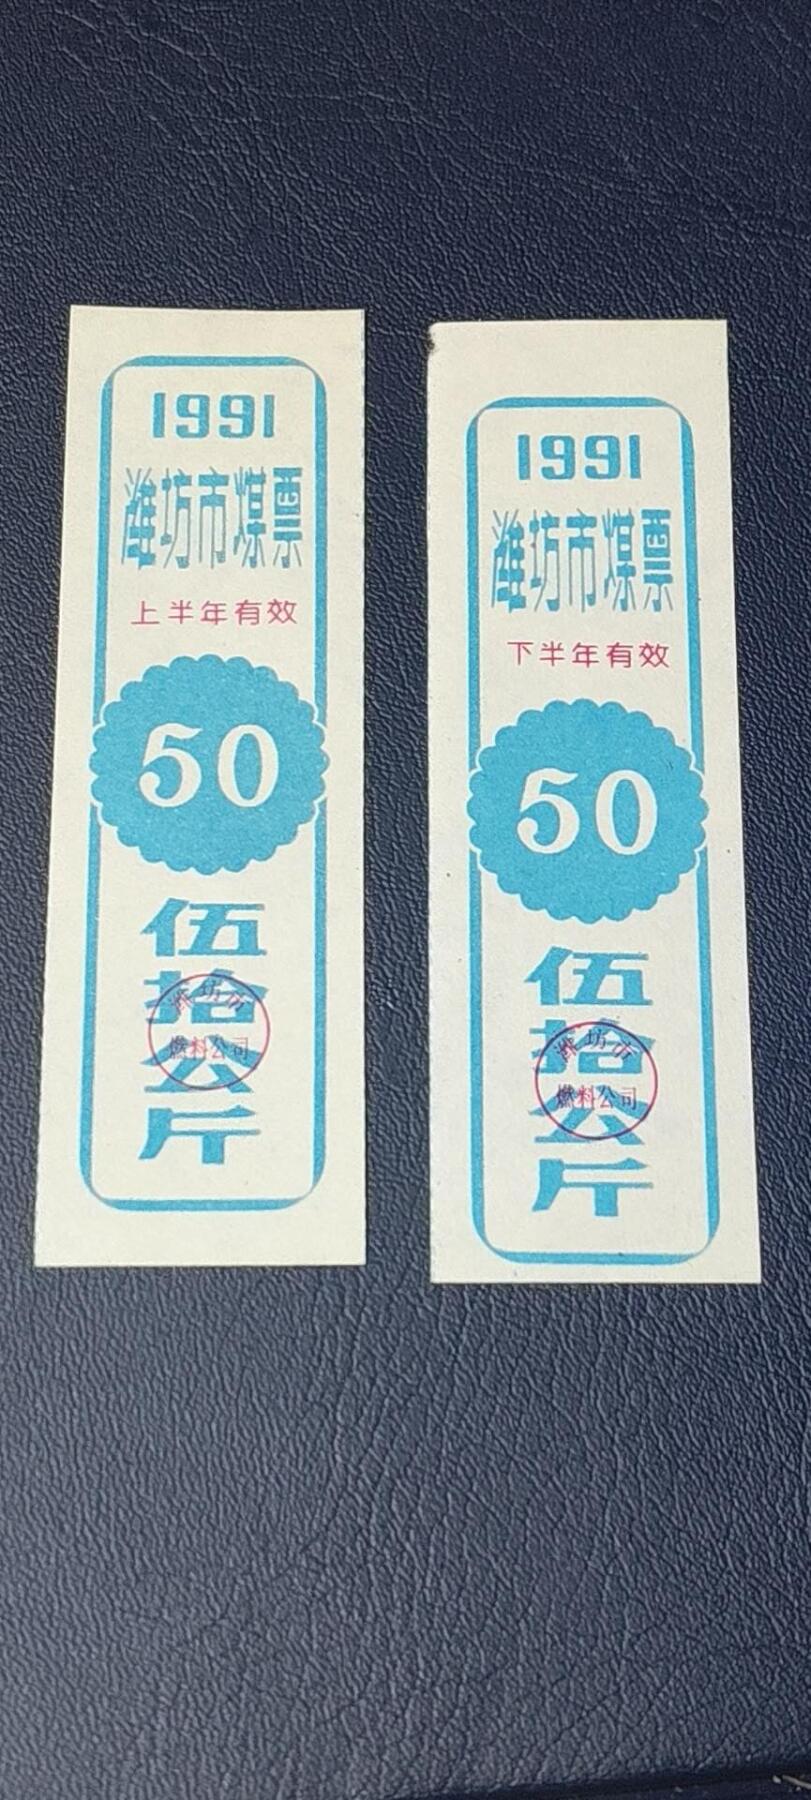 1991
潍坊市煤票
上半年有效
50
伍拾公斤
潍坊市
燃料公司
1991
潍坊市煤票
下半年有效
50
伍拾公斤
潍坊市
燃料公司